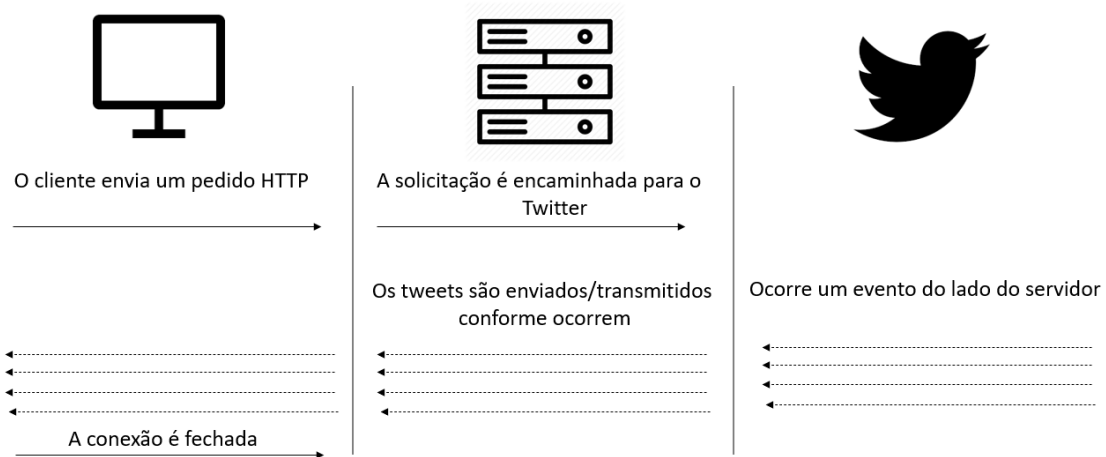 O cliente envia um pedido HTTP
A solicitação é encaminhada para o
Twitter
Os tweets são enviados/transmitidos
conforme ocorrem
Ocorre um evento do lado do servidor
A conexão é fechada